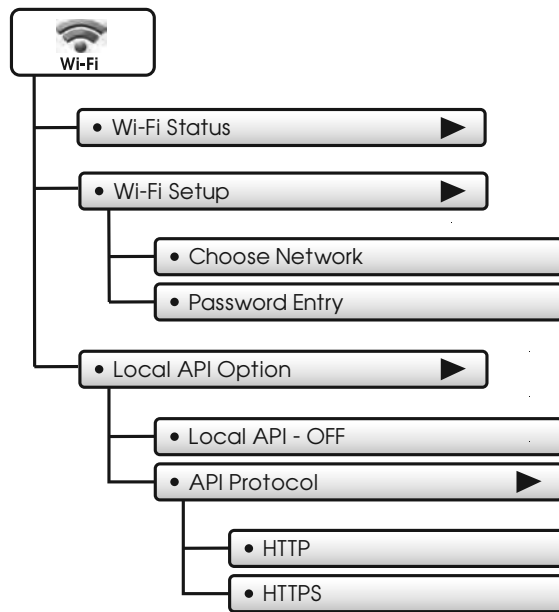 Wi-Fi
• Wi-Fi Status
• Wi-Fi Setup
• Choose Network
• Password Entry
• Local API Option
• Local API - OFF
• API Protocol
• HTTP
• HTTPS